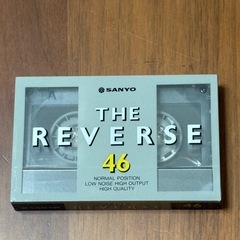 SANYO
A
THE
REVERSE
46
NORMAL POSITION
LOW NOISE HIGH OUTPUT
HIGH QUALITY